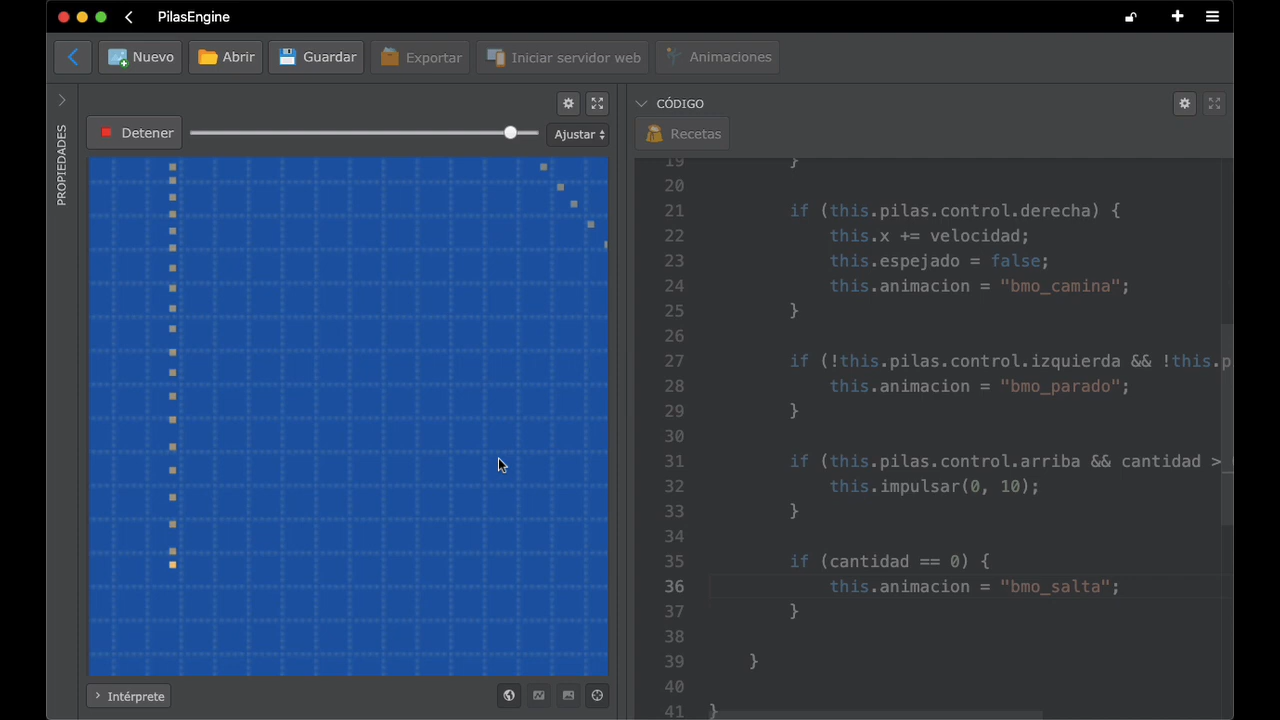 PilasEngine
Nuevo Abrir Guardar Exportar Iniciar servidor web Animaciones
PROPIEDADES
Detener Ajustar
CÓDIGO
Recetas
19 }
20
21 if (this.pilas.control.derecha) {
22 this.x += velocidad;
23 this.espejado = false;
24 this.animacion = "bmo_camina";
25 }
26
27 if (!this.pilas.control.izquierda && !this.p
28 this.animacion = "bmo_parado";
29 }
30
31 if (this.pilas.control.arriba && cantidad >
32 this.impulsar(0, 10);
33 }
34
35 if (cantidad == 0) {
36 this.animacion = "bmo_salta";
37 }
38
39 }
40
41 }
Intérprete